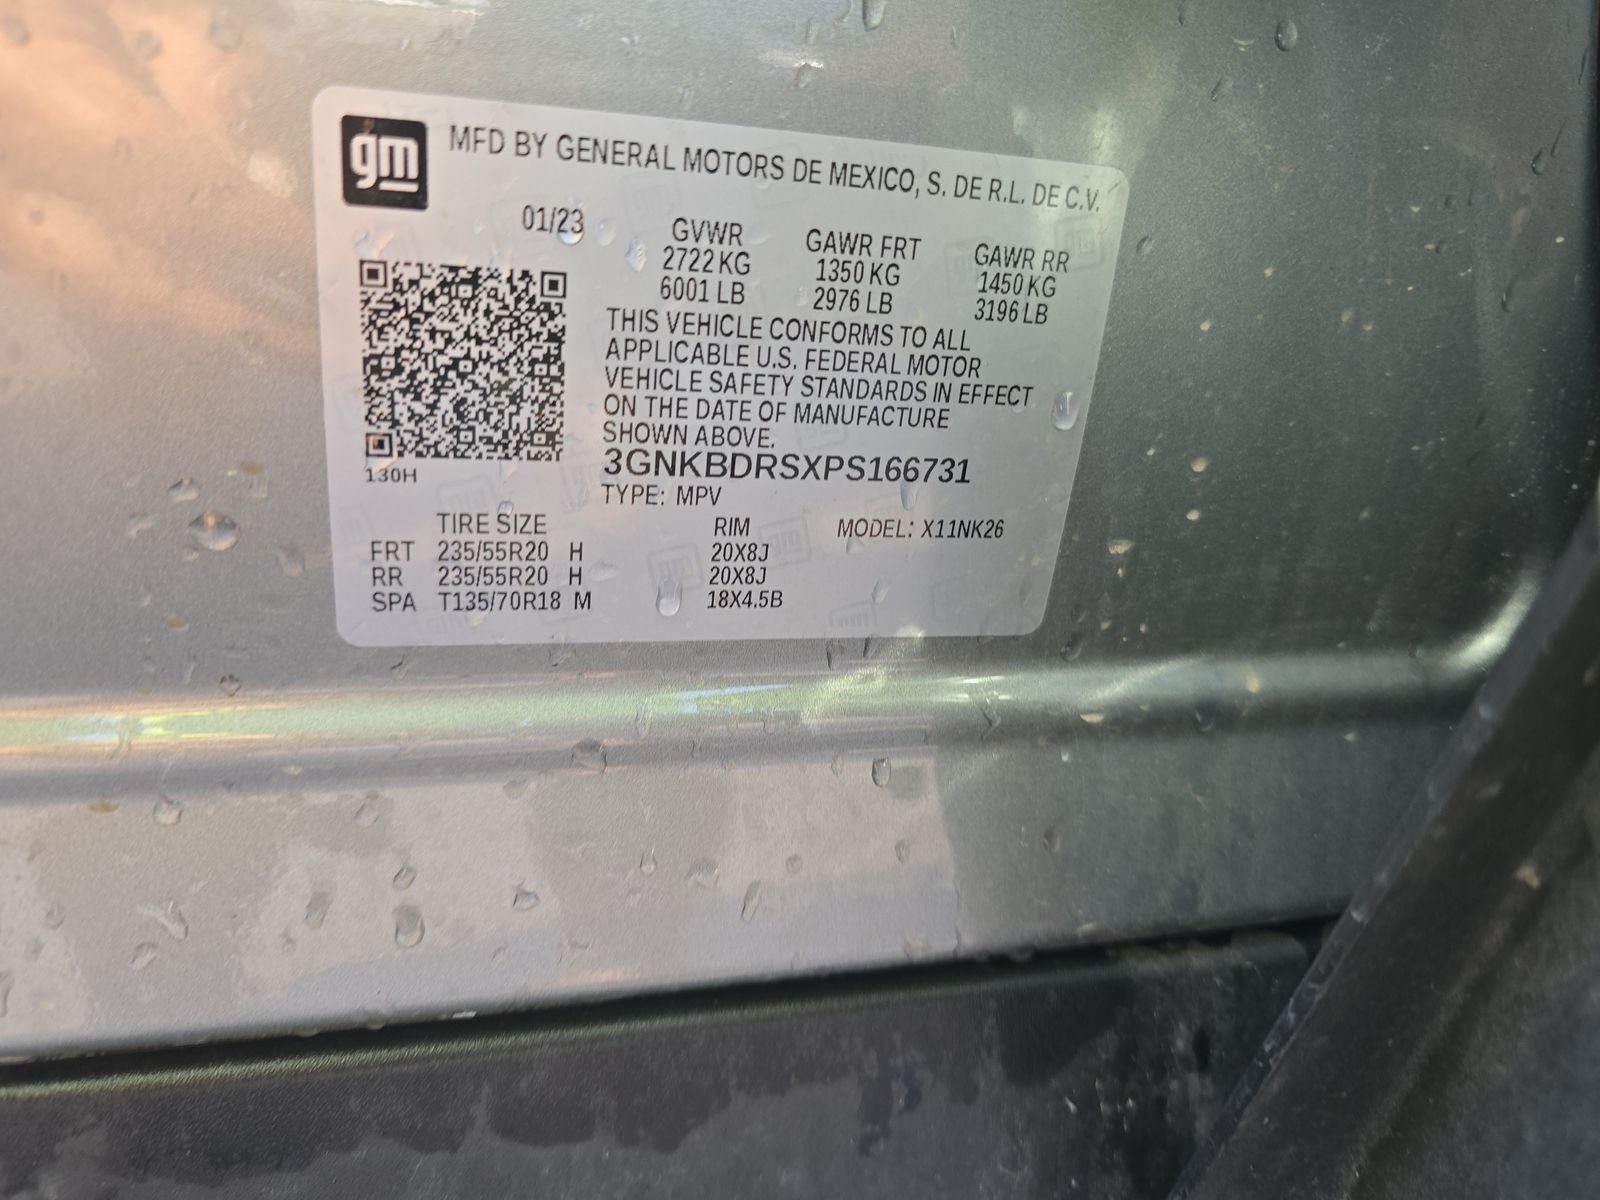 gm
MFD BY GENERAL MOTORS DE MEXICO, S. DE R.L. DE C.V.
01/23
GVWR GAWR FRT GAWR RR
2722 KG 1350 KG 1450 KG
6001 LB 2976 LB 3196 LB
THIS VEHICLE CONFORMS TO ALL
APPLICABLE U.S. FEDERAL MOTOR
VEHICLE SAFETY STANDARDS IN EFFECT
ON THE DATE OF MANUFACTURE
SHOWN ABOVE.
3GNKBDRSXPS166731
130H
TYPE: MPV
TIRE SIZE RIM MODEL: X11NK26
FRT 235/55R20 H 20X8J
RR 235/55R20 H 20X8J
SPA T135/70R18 M 18X4.5B